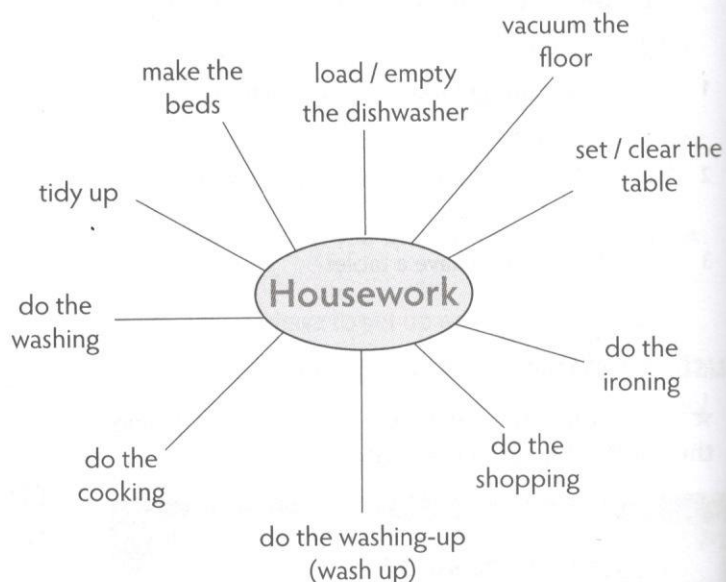 vacuum the
floor
make the
beds
load / empty
the dishwasher
set / clear the
table
tidy up
Housework
do the
washing
do the
ironing
do the
cooking
do the
shopping
do the washing-up
(wash up)